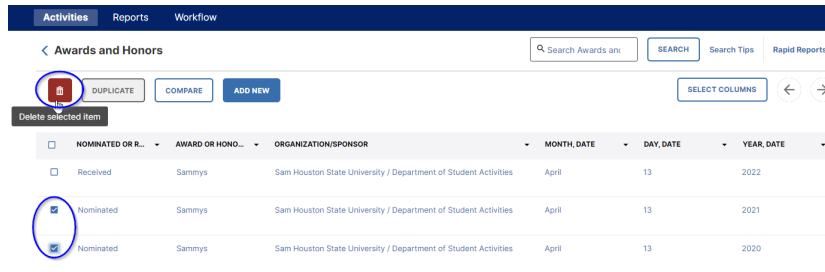 Activities Reports Workflow
Awards and Honors Search Awards anc SEARCH Search Tips Rapid Reports
DUPLICATE COMPARE ADD NEW SELECT COLUMNS
Delete selected item
NOMINATED OR R... AWARD OR HONO... ORGANIZATION/SPONSOR MONTH, DATE DAY, DATE YEAR, DATE
Received Sammys Sam Houston State University / Department of Student Activities April 13 2022
Nominated Sammys Sam Houston State University / Department of Student Activities April 13 2021
Nominated Sammys Sam Houston State University / Department of Student Activities April 13 2020